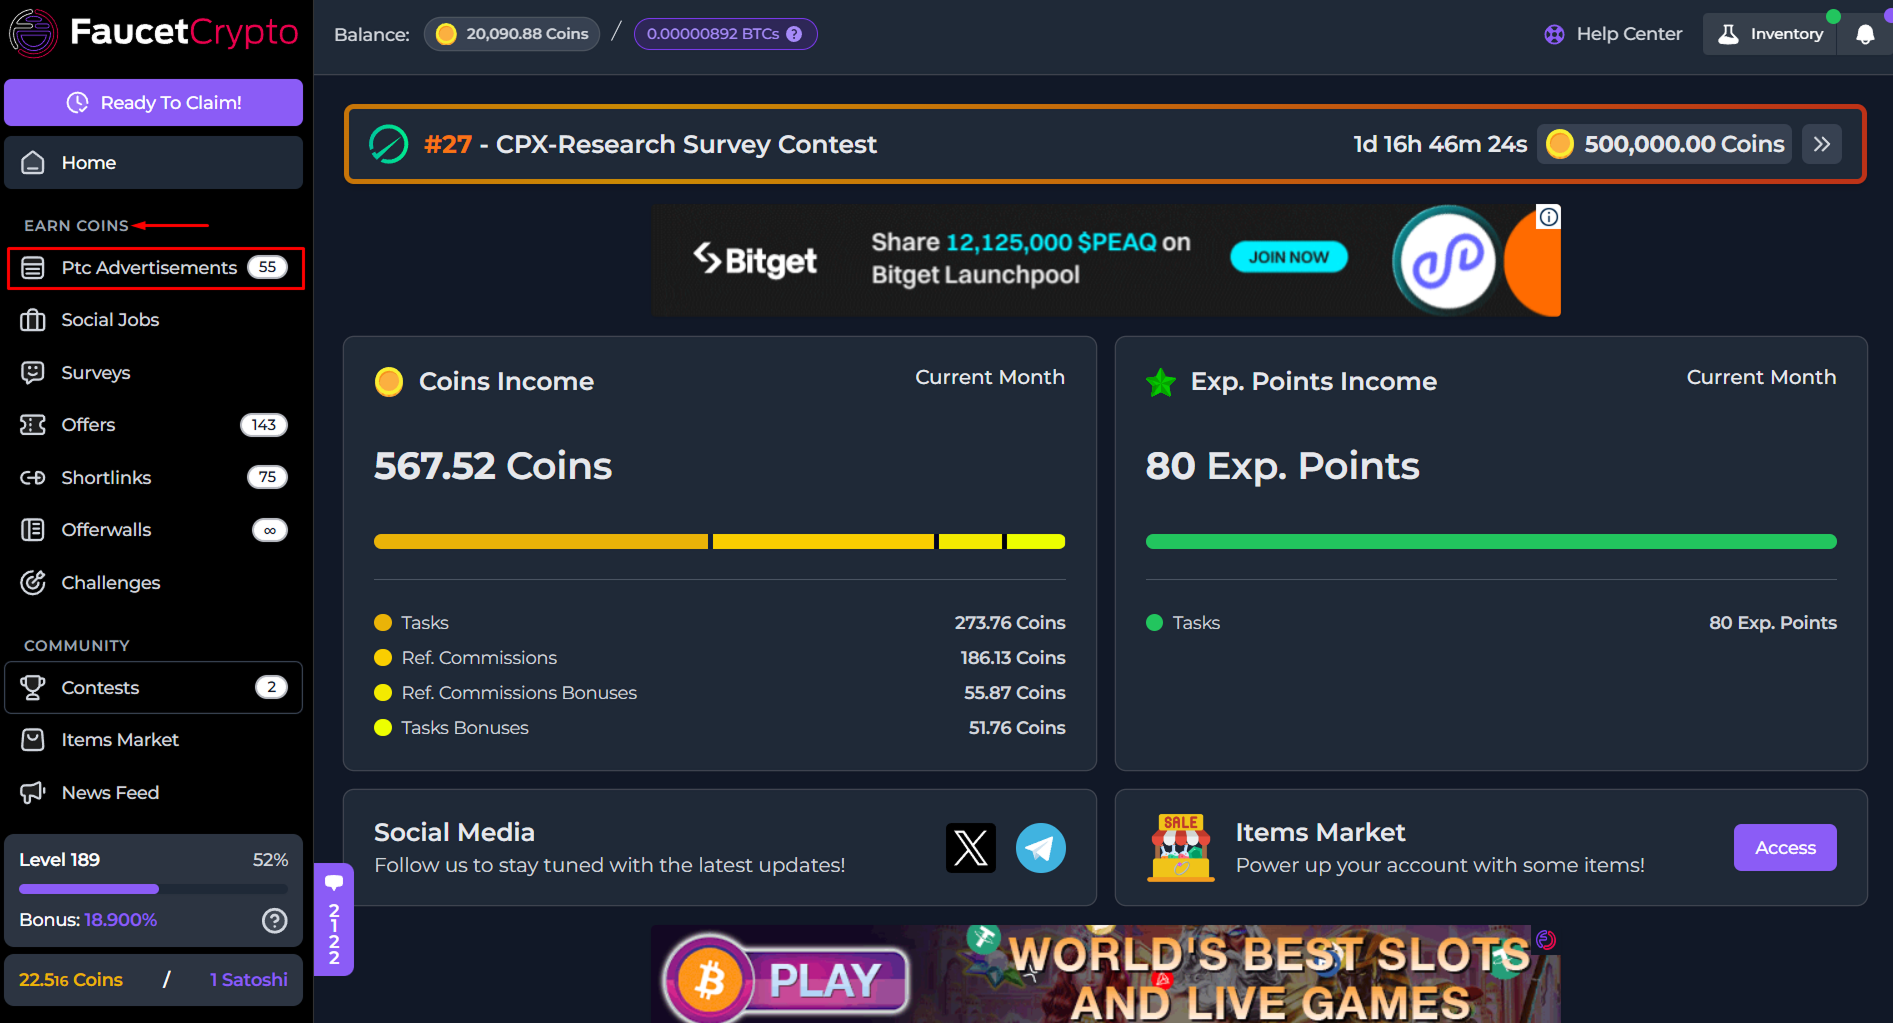 FaucetCrypto
Balance: 20,090.88 Coins / 0.00000892 BTCs ?
Help Center
Inventory
Ready To Claim!
Home
EARN COINS
Ptc Advertisements 55
Social Jobs
Surveys
Offers 143
Shortlinks 75
Offerwalls ∞
Challenges
COMMUNITY
Contests 2
Items Market
News Feed
Level 189 52%
Bonus: 18.900% ?
22.516 Coins / 1 Satoshi
2122
#27 - CPX-Research Survey Contest 1d 16h 46m 24s 500,000.00 Coins
Bitget
Share 12,125,000 $PEAQ on
Bitget Launchpool
JOIN NOW
Coins Income Current Month
567.52 Coins
Tasks 273.76 Coins
Ref. Commissions 186.13 Coins
Ref. Commissions Bonuses 55.87 Coins
Tasks Bonuses 51.76 Coins
Exp. Points Income Current Month
80 Exp. Points
Tasks 80 Exp. Points
Social Media
Follow us to stay tuned with the latest updates!
SALE
Items Market
Power up your account with some items!
Access
PLAY
WORLD'S BEST SLOTS
AND LIVE GAMES